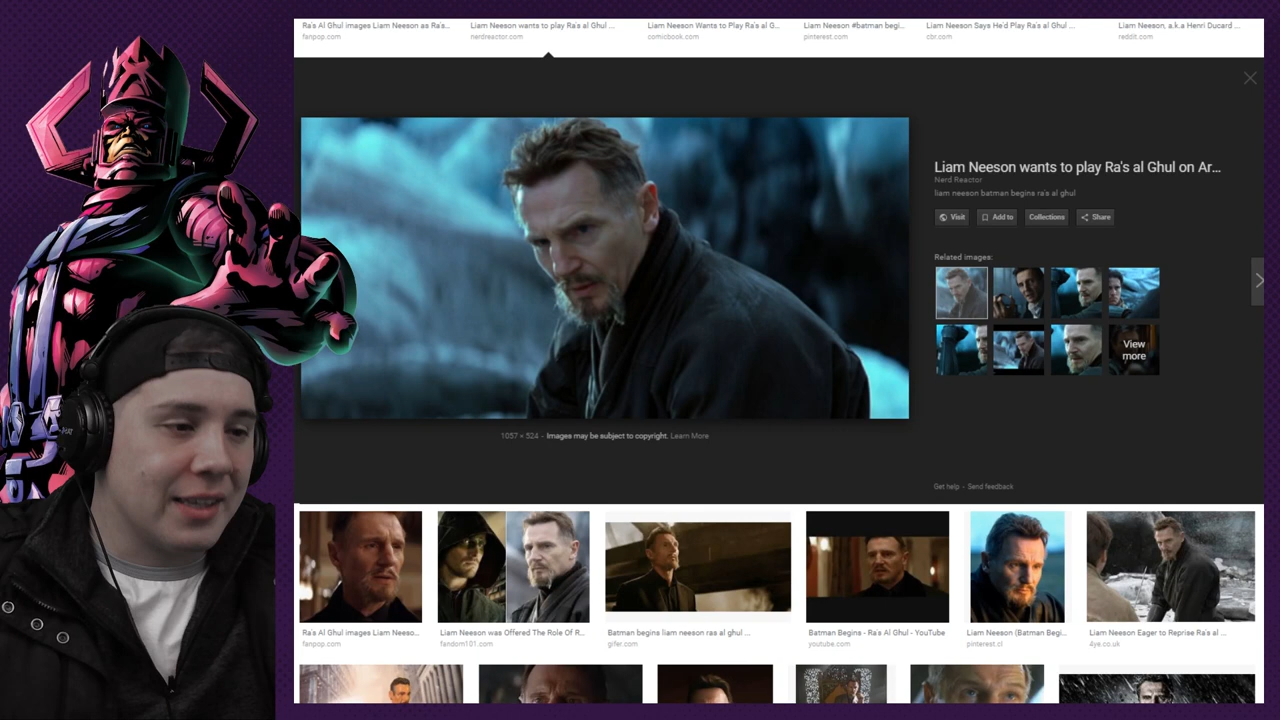 Ra's Al Ghul images Liam Neeson as Ra's...
fanpop.com
Liam Neeson wants to play Ra's al Ghul ...
nerdreactor.com
Liam Neeson Wants to Play Ra's al G...
comicbook.com
Liam Neeson #batman begi...
pinterest.com
Liam Neeson Says He'd Play Ra's al Ghul ...
cbr.com
Liam Neeson, a.k.a Henri Ducard ...
reddit.com
Liam Neeson wants to play Ra's al Ghul on Ar...
Nerd Reactor
liam neeson batman begins ra's al ghul
Visit
Add to
Collections
Share
Related images:
View
more
1057 × 524 - Images may be subject to copyright. Learn More
Get help - Send feedback
Ra's Al Ghul images Liam Neeso...
fanpop.com
Liam Neeson was Offered The Role Of R...
fandom101.com
Batman begins liam neeson ras al ghul ...
gifer.com
Batman Begins - Ra's Al Ghul - YouTube
youtube.com
Liam Neeson (Batman Begi...
pinterest.cl
Liam Neeson Eager to Reprise Ra's al ...
4ye.co.uk